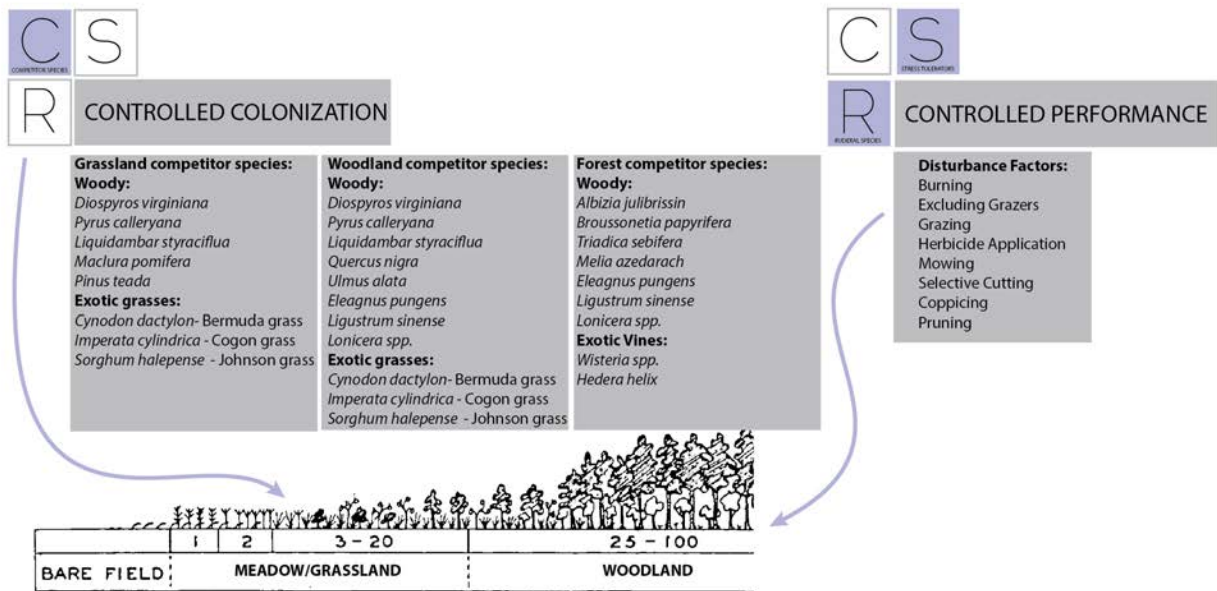 C
COMPETITOR SPECIES
S
R
CONTROLLED COLONIZATION
Grassland competitor species:
Woody:
Diospyros virginiana
Pyrus calleryana
Liquidambar styraciflua
Maclura pomifera
Pinus teada
Exotic grasses:
Cynodon dactylon- Bermuda grass
Imperata cylindrica - Cogon grass
Sorghum halepense - Johnson grass
Woodland competitor species:
Woody:
Diospyros virginiana
Pyrus calleryana
Liquidambar styraciflua
Quercus nigra
Ulmus alata
Eleagnus pungens
Ligustrum sinense
Lonicera spp.
Exotic grasses:
Cynodon dactylon- Bermuda grass
Imperata cylindrica - Cogon grass
Sorghum halepense - Johnson grass
Forest competitor species:
Woody:
Albizia julibrissin
Broussonetia papyrifera
Triadica sebifera
Melia azedarach
Eleagnus pungens
Ligustrum sinense
Lonicera spp.
Exotic Vines:
Wisteria spp.
Hedera helix
C
S
STRESS TOLERATORS
R
RUDERAL SPECIES
CONTROLLED PERFORMANCE
Disturbance Factors:
Burning
Excluding Grazers
Grazing
Herbicide Application
Mowing
Selective Cutting
Coppicing
Pruning
1 2 3 - 20 25 - 100
BARE FIELD MEADOW/GRASSLAND WOODLAND